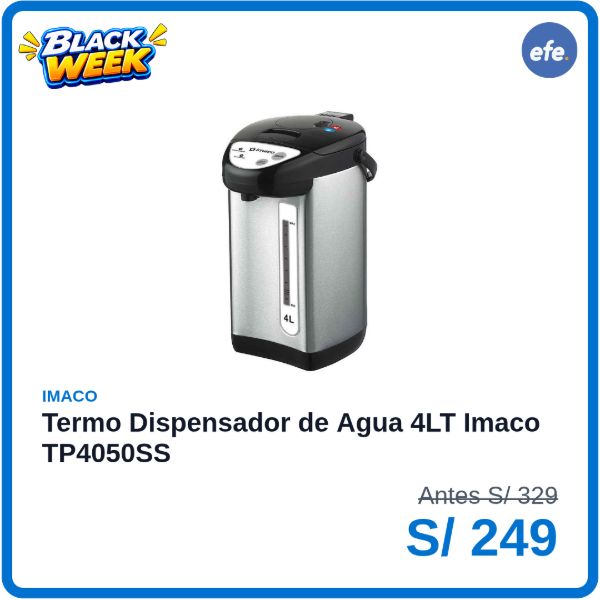 BLACK
WEEK
efe.
4L
IMACO
Termo Dispensador de Agua 4LT Imaco
TP4050SS
Antes S/ 329
S/ 249